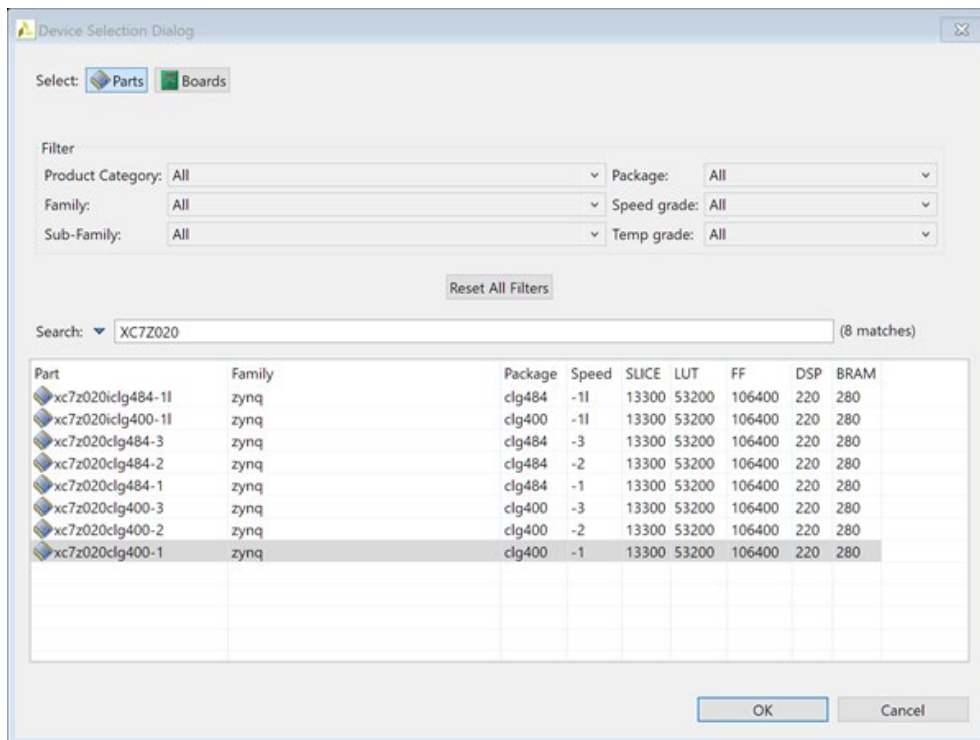 Device Selection Dialog
Select: Parts Boards
Filter
Product Category: All Package: All
Family: All Speed grade: All
Sub-Family: All Temp grade: All
Reset All Filters
Search: XC7Z020 (8 matches)
Part Family Package Speed SLICE LUT FF DSP BRAM
xc7z020iclg484-1l zynq clg484 -1l 13300 53200 106400 220 280
xc7z020iclg400-1l zynq clg400 -1l 13300 53200 106400 220 280
xc7z020clg484-3 zynq clg484 -3 13300 53200 106400 220 280
xc7z020clg484-2 zynq clg484 -2 13300 53200 106400 220 280
xc7z020clg484-1 zynq clg484 -1 13300 53200 106400 220 280
xc7z020clg400-3 zynq clg400 -3 13300 53200 106400 220 280
xc7z020clg400-2 zynq clg400 -2 13300 53200 106400 220 280
xc7z020clg400-1 zynq clg400 -1 13300 53200 106400 220 280
OK Cancel